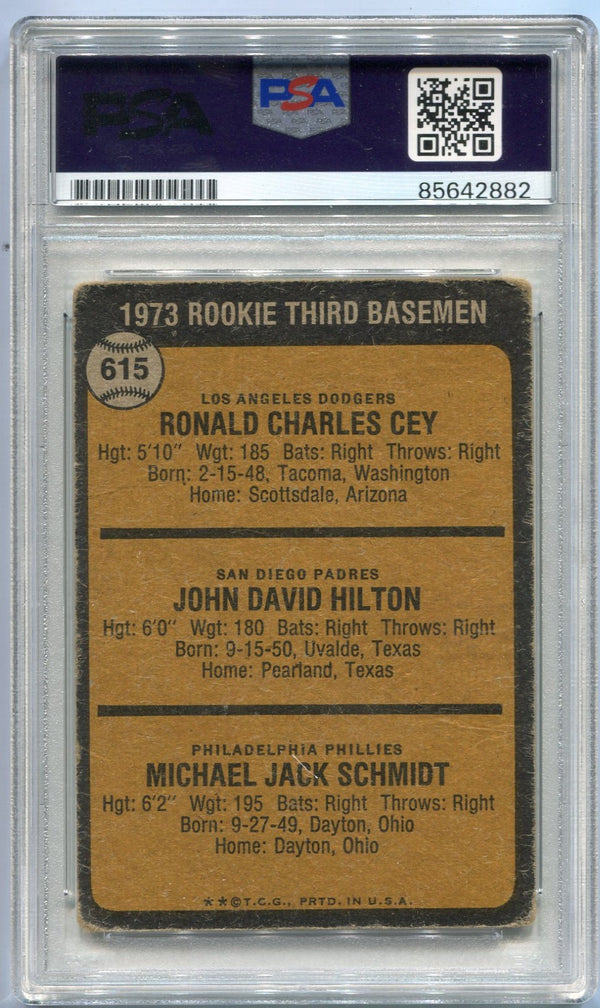 PSA
PSA
85642882
1973 ROOKIE THIRD BASEMEN
615
LOS ANGELES DODGERS
RONALD CHARLES CEY
Hgt: 5'10" Wgt: 185 Bats: Right Throws: Right
Born: 2-15-48, Tacoma, Washington
Home: Scottsdale, Arizona
SAN DIEGO PADRES
JOHN DAVID HILTON
Hgt: 6'0" Wgt: 180 Bats: Right Throws: Right
Born: 9-15-50, Uvalde, Texas
Home: Pearland, Texas
PHILADELPHIA PHILLIES
MICHAEL JACK SCHMIDT
Hgt: 6'2" Wgt: 195 Bats: Right Throws: Right
Born: 9-27-49, Dayton, Ohio
Home: Dayton, Ohio
**©T.C.G., PRTD. IN U.S.A.